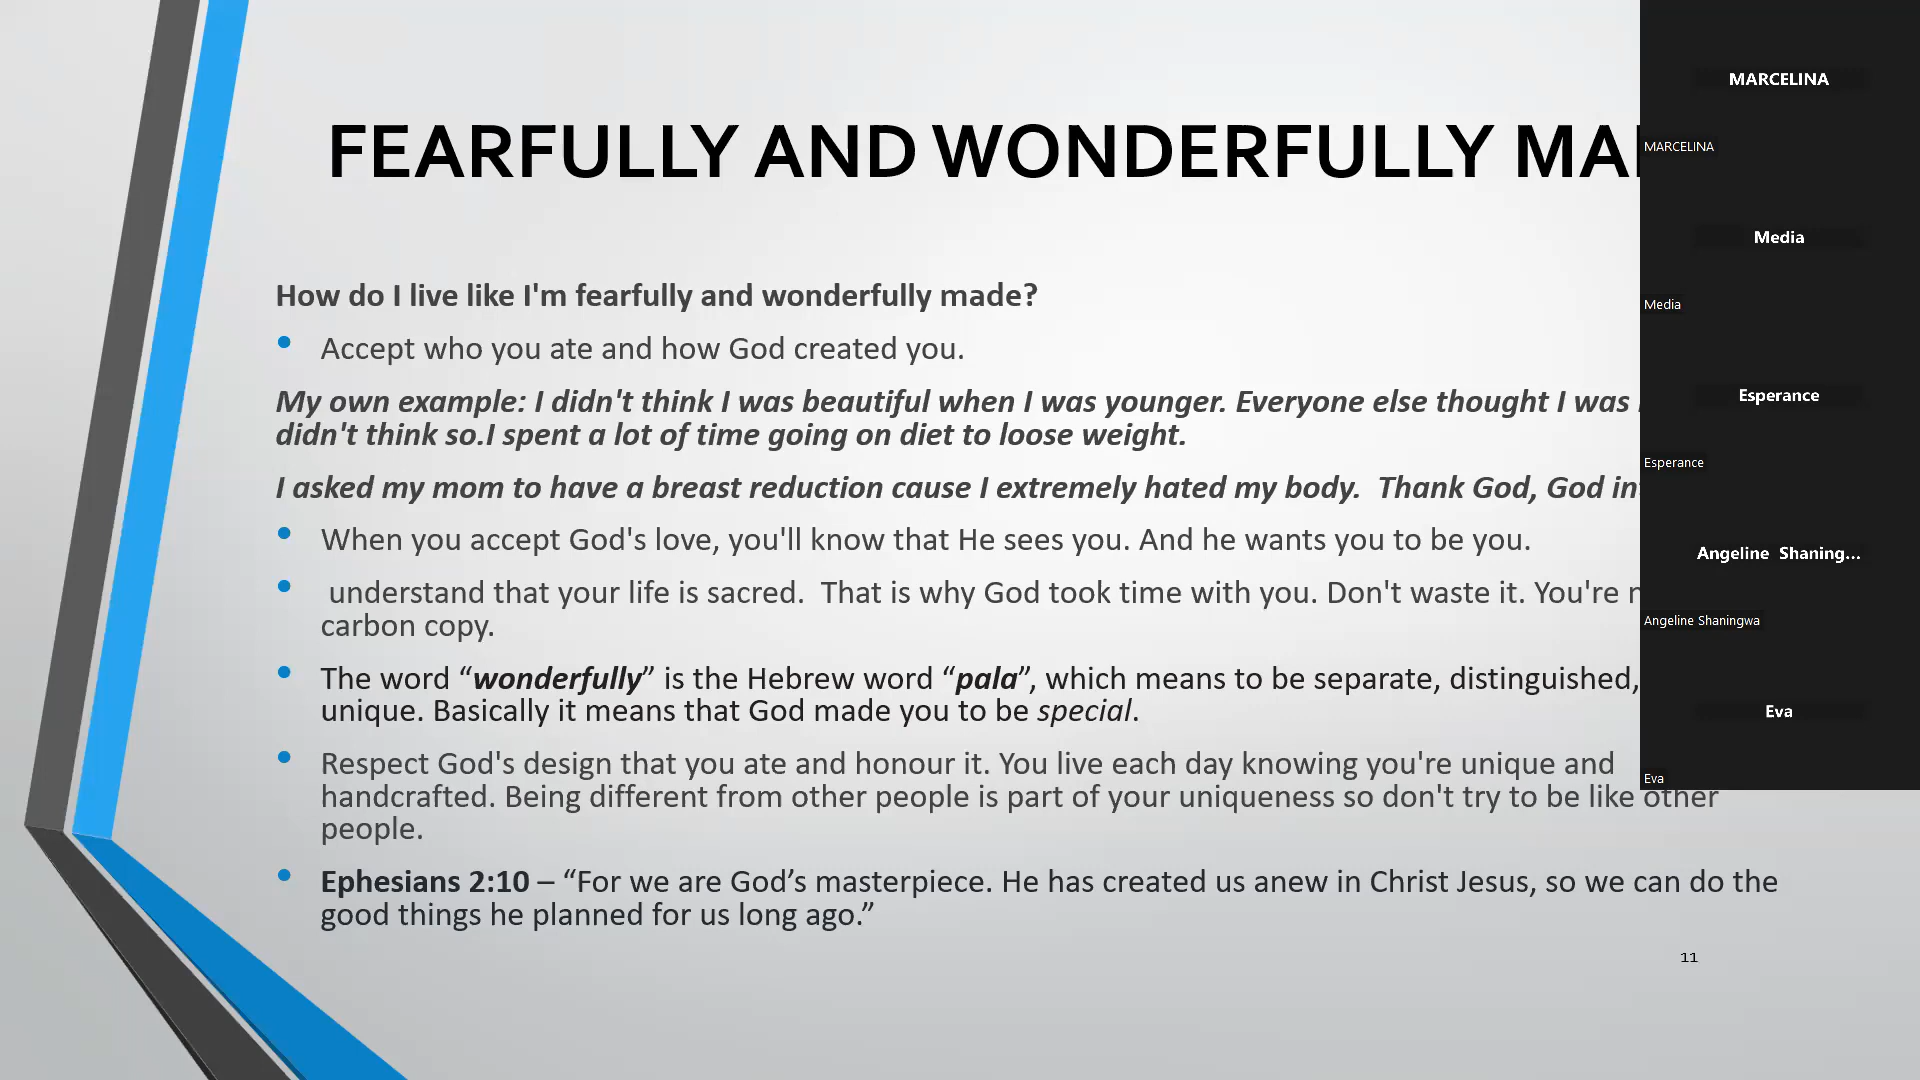 FEARFULLY AND WONDERFULLY
How do I live like I'm fearfully and wonderfully made?
• Accept who you ate and how God created you.
My own example: I didn't think I was beautiful when I was younger. Everyone else thought I was
didn't think so.I spent a lot of time going on diet to loose weight.
I asked my mom to have a breast reduction cause I extremely hated my body.  Thank God, God
• When you accept God's love, you'll know that He sees you. And he wants you to be you.
• understand that your life is sacred.  That is why God took time with you. Don't waste it. You're
carbon copy.
• The word “wonderfully” is the Hebrew word “pala”, which means to be separate, distinguished,
unique. Basically it means that God made you to be special.
• Respect God's design that you ate and honour it. You live each day knowing you're unique and
handcrafted. Being different from other people is part of your uniqueness so don't try to be like other
people.
• Ephesians 2:10 – “For we are God’s masterpiece. He has created us anew in Christ Jesus, so we can do the
good things he planned for us long ago.”
11
MARCELINA
MARCELINA
Media
Media
Esperance
Esperance
Angeline  Shaning...
Angeline Shaningwa
Eva
Eva